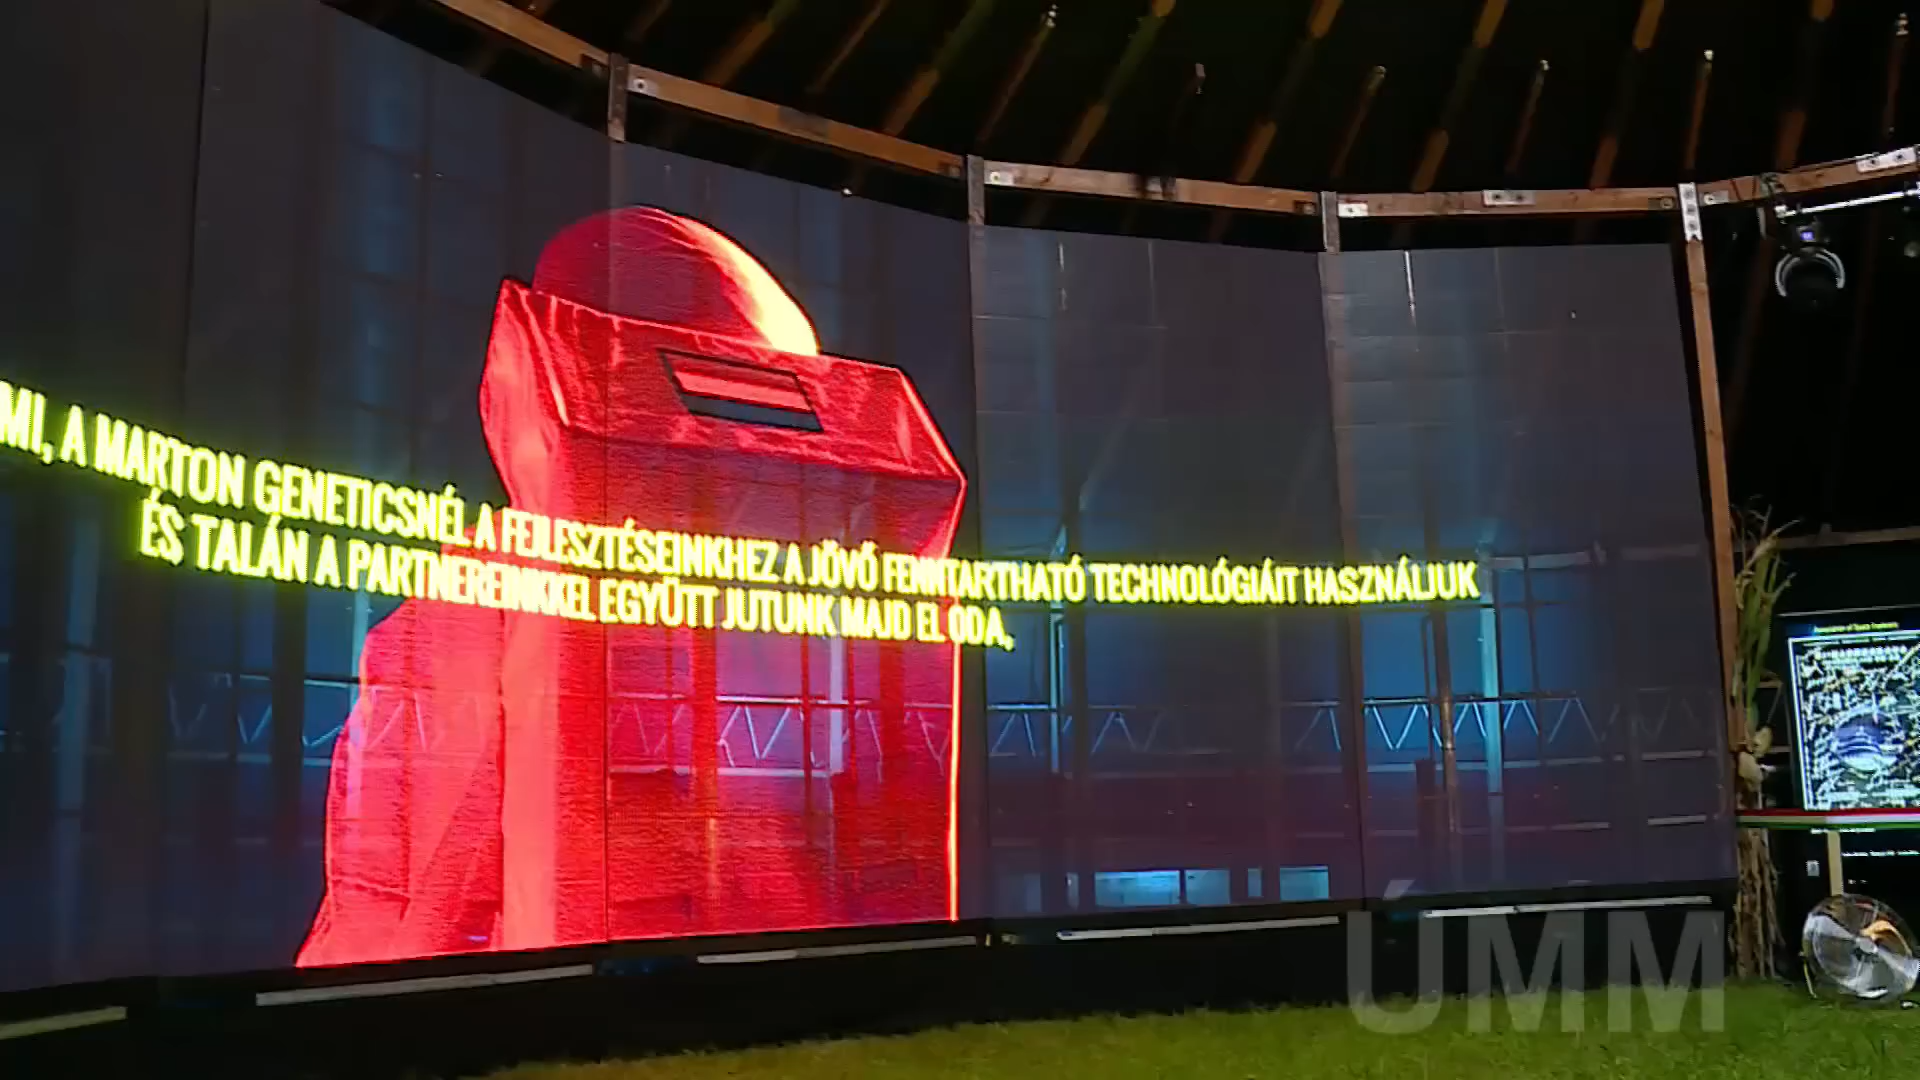 MI, A MARTON GENETICSNÉL A FEJLESZTÉSEINKHEZ A JÖVŐ FENNTARTHATÓ TECHNOLÓGIÁIT HASZNÁLJUK
ÉS TALÁN A PARTNEREINKKEL EGYÜTT JUTUNK MAJD EL ODA,
ÚMM